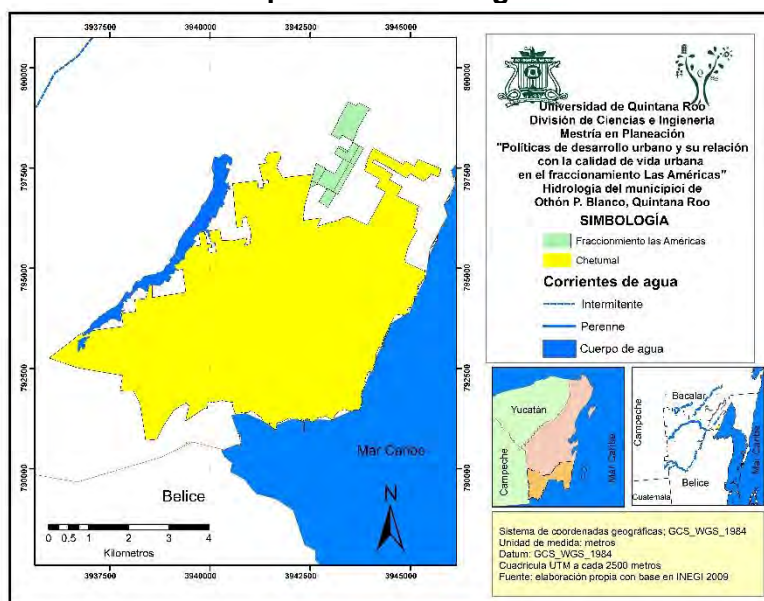 3937500 3940000 3942500 3945000
800000 800000
797500 797500
795000 795000
792500 792500
790000 790000
Mar Caribe
Belice
N
0 0.5 1 2 3 4
Kilometros
3937500 3940000 3942500 3945000
Universidad de Quintana Roo
División de Ciencias e Ingieneria
Mestría en Planeación
"Políticas de desarrollo urbano y su relación
con la calidad de vida urbana
en el fraccionamiento Las Américas"
Hidrologia del municipioi de
Othón P. Blanco, Quintana Roo
SIMBOLOGÍA
Fraccionmiento las Américas
Chetumal
Corrientes de agua
Intermitente
Perenne
Cuerpo de agua
Yucatán
Campeche
Mar Caribe
Campeche
Bacalar
Mar Caribe
Belice
Guatemala
Sistema de coordenadas geográficas; GCS_WGS_1984
Unidad de medida: metros
Datum: GCS_WGS_1984
Cuadricula UTM a cada 2500 metros
Fuente: elaboración propia con base en INEGI 2009